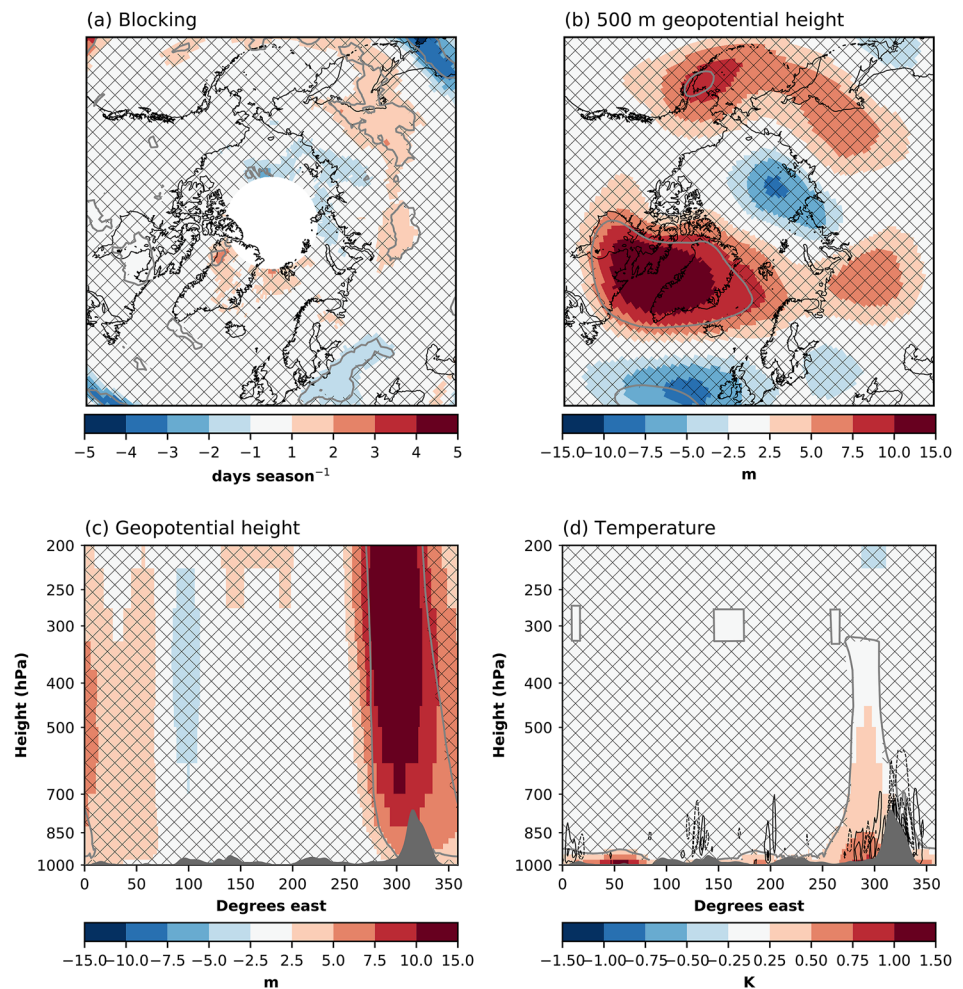 (a) Blocking
(b) 500 m geopotential height
−5 −4 −3 −2 −1 1 2 3 4 5
days season⁻¹
−15.0−10.0−7.5−5.0−2.5 2.5 5.0 7.5 10.0 15.0
m
(c) Geopotential height
(d) Temperature
200
250
300
400
500
700
850
1000
Height (hPa)
0 50 100 150 200 250 300 350
Degrees east
200
250
300
400
500
700
850
1000
Height (hPa)
0 50 100 150 200 250 300 350
Degrees east
−15.0−10.0−7.5−5.0−2.5 2.5 5.0 7.5 10.0 15.0
m
−1.50−1.00−0.75−0.50−0.25 0.25 0.50 0.75 1.00 1.50
K